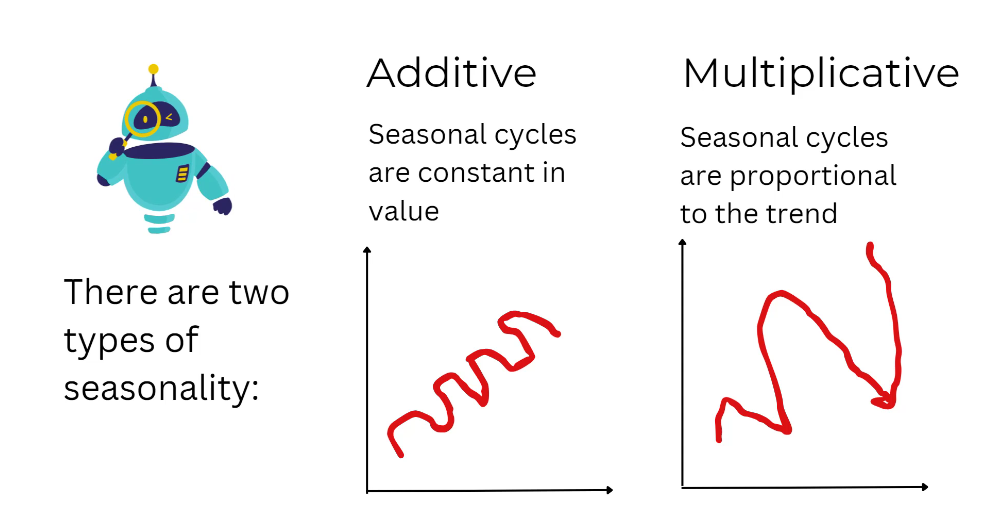 There are two
types of
seasonality:
Additive
Seasonal cycles
are constant in
value
Multiplicative
Seasonal cycles
are proportional
to the trend